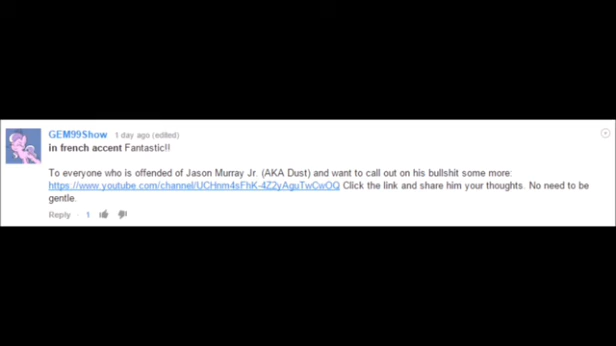 GEM99Show 1 day ago (edited)
in french accent Fantastic!!
To everyone who is offended of Jason Murray Jr. (AKA Dust) and want to call out on his bullshit some more:
https://www.youtube.com/channel/UCHnm4sFhK-4Z2yAguTwCwOQ Click the link and share him your thoughts. No need to be
gentle.
Reply · 1